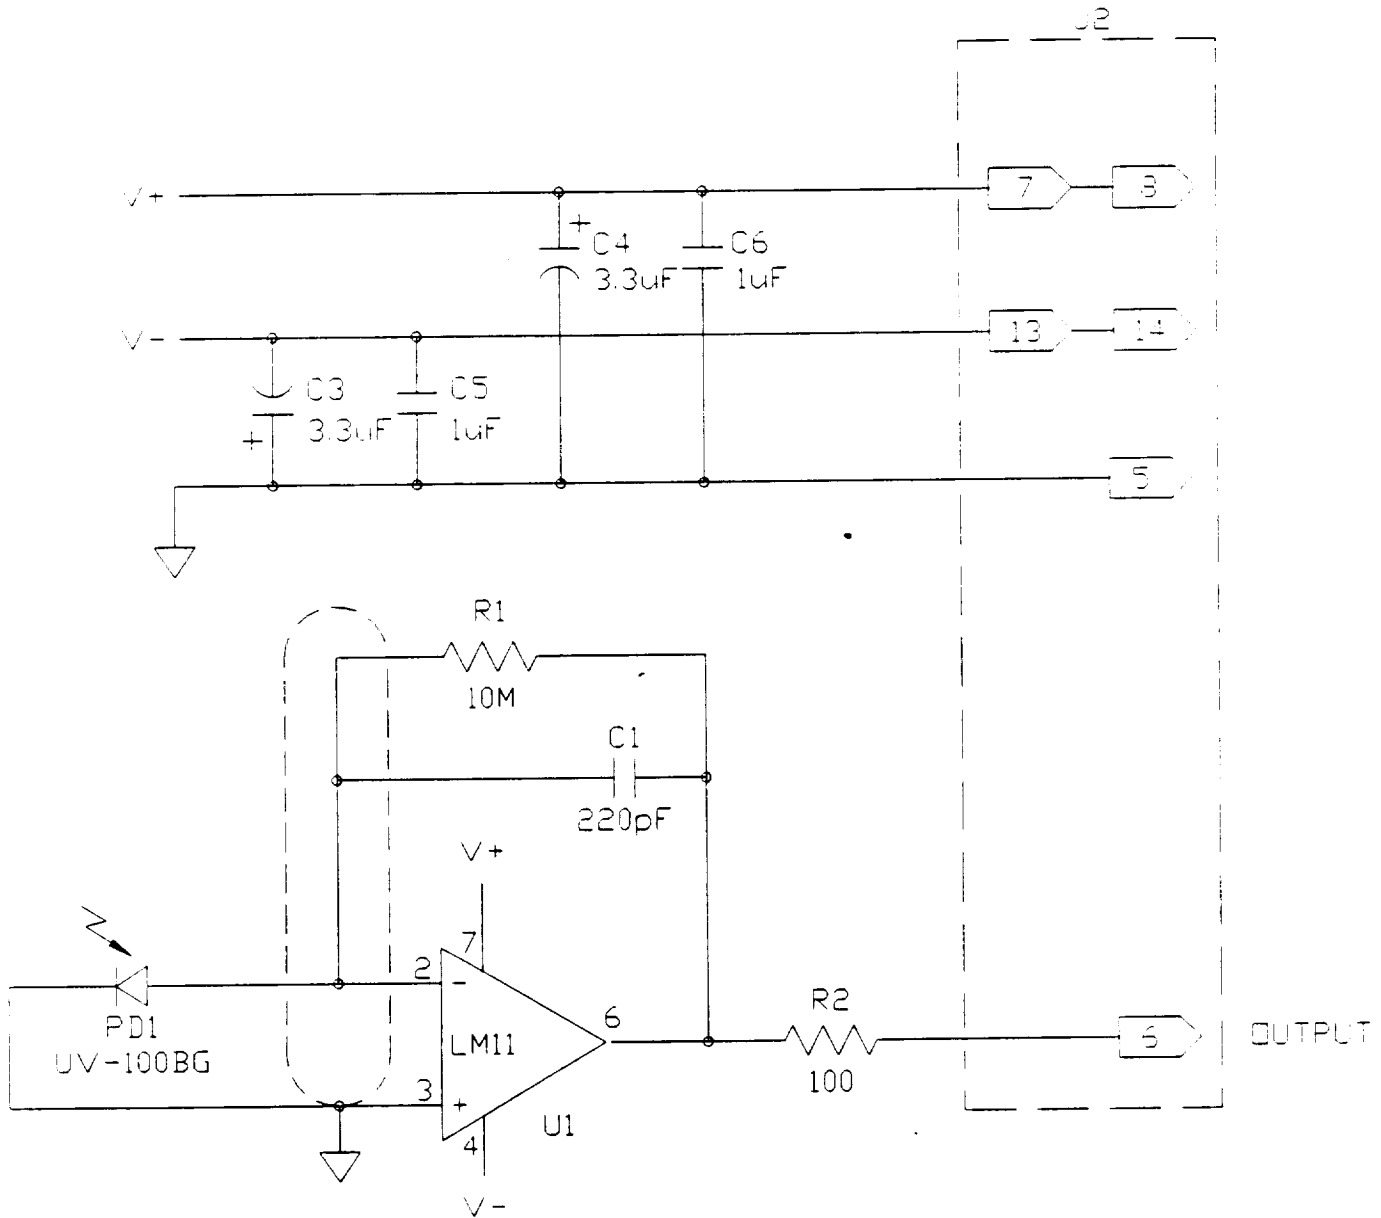 J2
V+
7
8
+
C4
3.3uF
C6
1uF
V-
13
14
C3
3.3uF
+
C5
1uF
5
R1
10M
C1
220pF
V+
7
2
-
PD1
UV-100BG
LM11
6
R2
100
6
OUTPUT
3
+
U1
4
V-